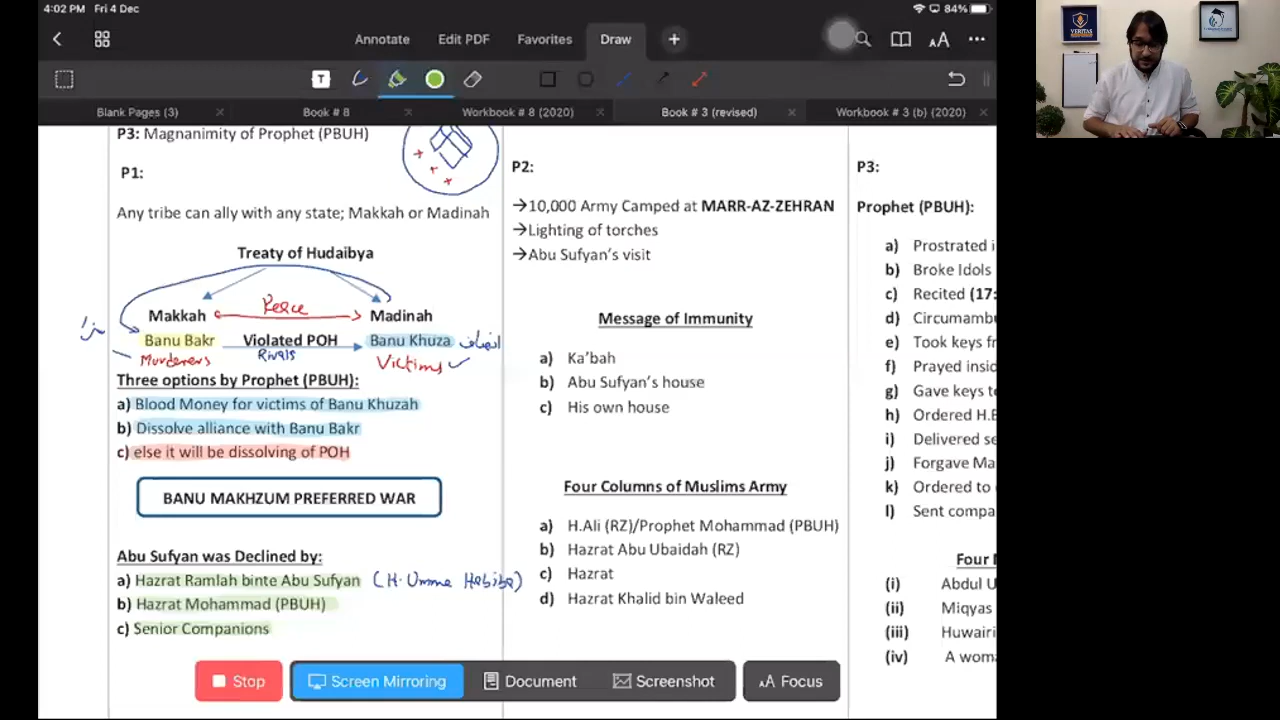 4:02 PM Fri 4 Dec
84%
Annotate
Edit PDF
Favorites
Draw
AA
T
Blank Pages (3)
Book # 8
Workbook # 8 (2020)
Book # 3 (revised)
Workbook # 3 (b) (2020)
P3: Magnanimity of Prophet (PBUH)
P1:
Any tribe can ally with any state; Makkah or Madinah
Treaty of Hudaibya
Makkah
Peace
Madinah
Banu Bakr
Violated POH
Banu Khuza
Murderers
Rivals
Victims
Three options by Prophet (PBUH):
a) Blood Money for victims of Banu Khuzah
b) Dissolve alliance with Banu Bakr
c) else it will be dissolving of POH
BANU MAKHZUM PREFERRED WAR
Abu Sufyan was Declined by:
a) Hazrat Ramlah binte Abu Sufyan (H. Umme Habiba)
b) Hazrat Mohammad (PBUH)
c) Senior Companions
P2:
→10,000 Army Camped at MARR-AZ-ZEHRAN
→Lighting of torches
→Abu Sufyan's visit
Message of Immunity
a) Ka'bah
b) Abu Sufyan's house
c) His own house
Four Columns of Muslims Army
a) H.Ali (RZ)/Prophet Mohammad (PBUH)
b) Hazrat Abu Ubaidah (RZ)
c) Hazrat
d) Hazrat Khalid bin Waleed
P3:
Prophet (PBUH):
a) Prostrated i
b) Broke Idols
c) Recited (17:
d) Circumambu
e) Took keys fr
f) Prayed insid
g) Gave keys to
h) Ordered H.B
i) Delivered se
j) Forgave Ma
k) Ordered to
l) Sent compa
Four
(i) Abdul U
(ii) Miqyas
(iii) Huwairi
(iv) A woma
Stop
Screen Mirroring
Document
Screenshot
AA Focus
VERITAS